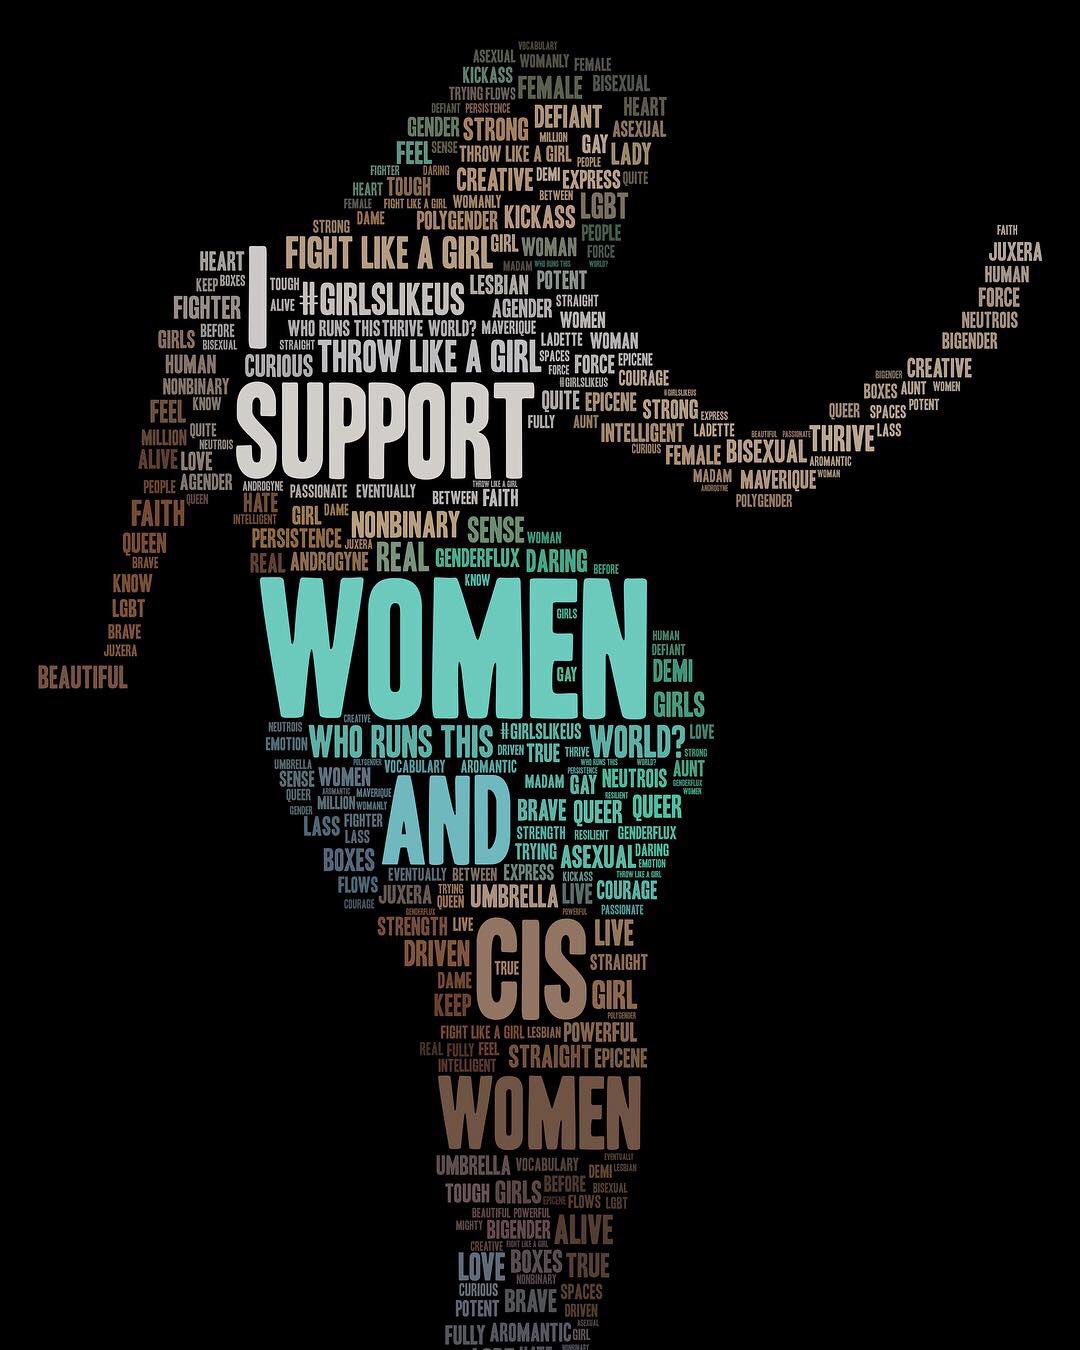 VOCABULARY
ASEXUAL WOMANLY FEMALE
KICKASS FEMALE BISEXUAL
TRYING FLOWS
DEFIANT PERSISTENCE DEFIANT HEART
GENDER STRONG MILLION GAY ASEXUAL
FEEL SENSE THROW LIKE A GIRL PEOPLE LADY
FIGHTER DARING CREATIVE DEMI EXPRESS QUITE
HEART TOUGH
FEMALE FIGHT LIKE A GIRL WOMANLY BETWEEN LGBT
STRONG DAME POLYGENDER KICKASS PEOPLE
FIGHT LIKE A GIRL GIRL WOMAN FORCE
MADAM WHO RUNS THIS WORLD?
FAITH
JUXERA
HUMAN
FORCE
NEUTROIS
BIGENDER
HEART I TOUGH #GIRLSLIKEUS LESBIAN POTENT
KEEP BOXES ALIVE AGENDER STRAIGHT
FIGHTER WHO RUNS THIS THRIVE WORLD? MAVERIQUE WOMEN
GIRLS BEFORE STRAIGHT THROW LIKE A GIRL LADETTE WOMAN
BISEXUAL CURIOUS SPACES FORCE FORCE EPICENE
HUMAN #GIRLSLIKEUS COURAGE
NONBINARY SUPPORT QUITE EPICENE STRONG #GIRLSLIKEUS EXPRESS
KNOW FULLY AUNT INTELLIGENT LADETTE
FEEL CURIOUS FEMALE BISEXUAL BEAUTIFUL PASSIONATE THRIVE LASS
BIGENDER CREATIVE
BOXES AUNT WOMEN
QUEER SPACES POTENT
MILLION QUITE NEUTROIS AROMANTIC
ALIVE LOVE MADAM MAVERIQUE WOMAN
PEOPLE AGENDER ANDROGYNE PASSIONATE EVENTUALLY THROW LIKE A GIRL ANDROGYNE
QUEEN HATE BETWEEN FAITH POLYGENDER
FAITH INTELLIGENT GIRL DAME NONBINARY SENSE WOMAN
QUEEN PERSISTENCE JUXERA
BRAVE REAL ANDROGYNE REAL GENDERFLUX DARING BEFORE
KNOW
LGBT
BRAVE
JUXERA
BEAUTIFUL
WOMEN KNOW GIRLS GAY
HUMAN
DEFIANT
DEMI
GIRLS
NEUTROIS CREATIVE #GIRLSLIKEUS LOVE
EMOTION WHO RUNS THIS DRIVEN TRUE THRIVE WORLD? STRONG
UMBRELLA POLYGENDER VOCABULARY AROMANTIC WHO RUNS THIS WORLD?
SENSE WOMEN AND MADAM PERSISTENCE GAY NEUTROIS AUNT GENDERFLUX
QUEER AROMANTIC MAVERIQUE RESILIENT WOMEN
GENDER MILLION WOMANLY BRAVE QUEER QUEER
LASS FIGHTER STRENGTH RESILIENT GENDERFLUX
LASS TRYING ASEXUAL DARING
BOXES EVENTUALLY BETWEEN EXPRESS EMOTION
KICKASS THROW LIKE A GIRL
FLOWS JUXERA TRYING UMBRELLA LIVE COURAGE
COURAGE QUEEN
GENDERFLUX POWERFUL PASSIONATE
STRENGTH LIVE CIS LIVE
DRIVEN TRUE STRAIGHT
DAME GIRL
KEEP POLYGENDER
FIGHT LIKE A GIRL LESBIAN POWERFUL
REAL FULLY FEEL STRAIGHT EPICENE
INTELLIGENT
WOMEN
EVENTUALLY
UMBRELLA VOCABULARY DEMI LESBIAN
TOUGH GIRLS BEFORE BISEXUAL
EPICENE FLOWS LGBT
BEAUTIFUL POWERFUL
MIGHTY BIGENDER ALIVE
CREATIVE FIGHT LIKE A GIRL
LOVE BOXES TRUE
NONBINARY
CURIOUS SPACES
POTENT BRAVE DRIVEN
ASEXUAL
FULLY AROMANTIC GIRL
NONBINARY